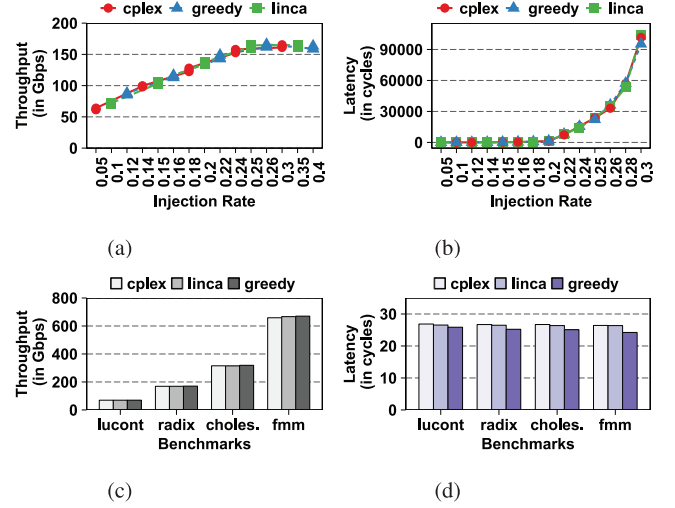 cplex greedy linca
Throughput
(in Gbps)
200
150
100
50
0
0.05
0.1
0.12
0.14
0.15
0.16
0.18
0.2
0.22
0.24
0.25
0.26
0.3
0.35
0.4
Injection Rate
(a)
cplex greedy linca
Latency
(in cycles)
90000
60000
30000
0
0.05
0.1
0.12
0.14
0.15
0.16
0.18
0.2
0.22
0.24
0.25
0.26
0.28
0.3
Injection Rate
(b)
cplex linca greedy
Throughput
(in Gbps)
800
600
400
200
0
lucont radix choles. fmm
Benchmarks
(c)
cplex linca greedy
Latency
(in cycles)
30
20
10
0
lucont radix choles. fmm
Benchmarks
(d)